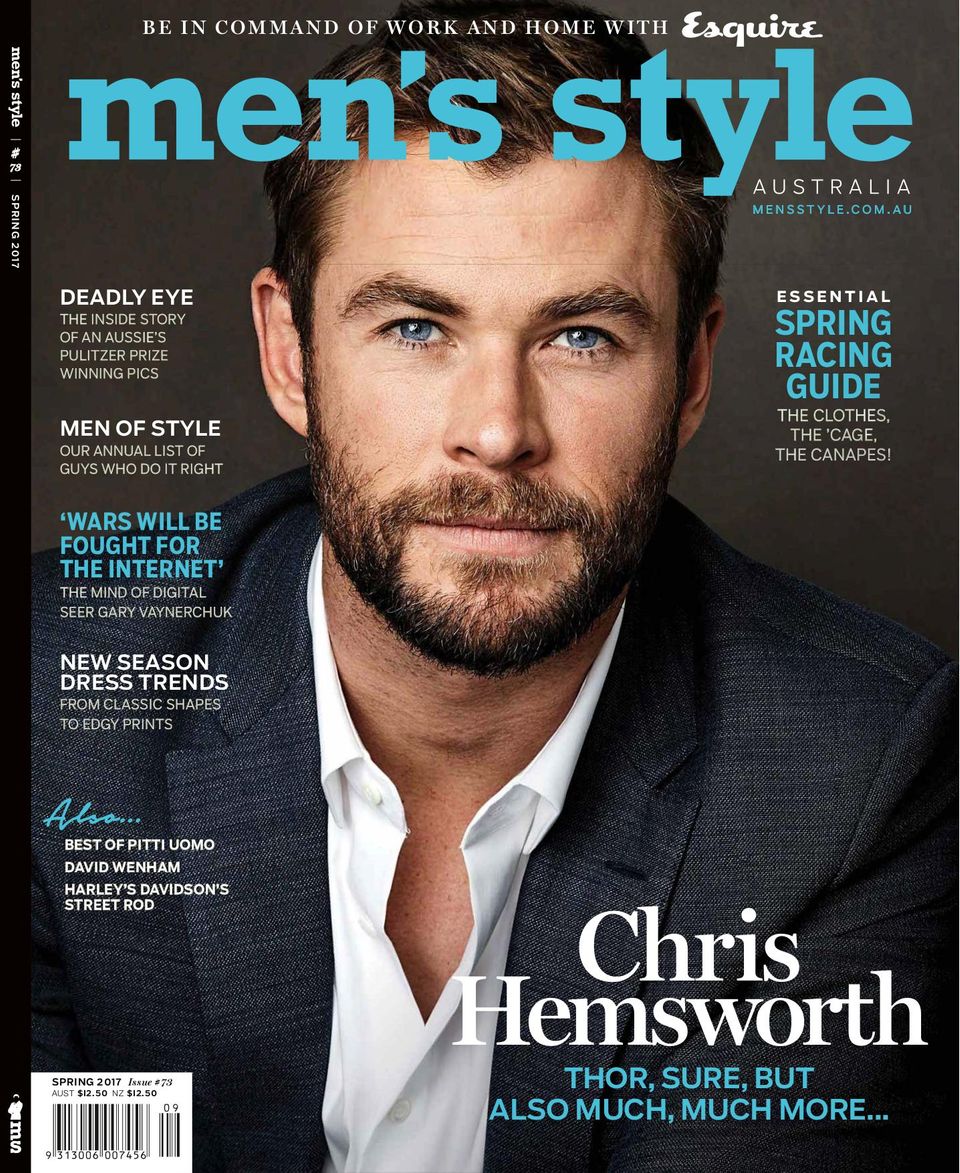 BE IN COMMAND OF WORK AND HOME WITH Esquire
men's style
AUSTRALIA
MENSSTYLE.COM.AU
men's style | # 73 | SPRING 2017
DEADLY EYE
THE INSIDE STORY
OF AN AUSSIE'S
PULITZER PRIZE
WINNING PICS
MEN OF STYLE
OUR ANNUAL LIST OF
GUYS WHO DO IT RIGHT
‘WARS WILL BE
FOUGHT FOR
THE INTERNET’
THE MIND OF DIGITAL
SEER GARY VAYNERCHUK
NEW SEASON
DRESS TRENDS
FROM CLASSIC SHAPES
TO EDGY PRINTS
Also...
BEST OF PITTI UOMO
DAVID WENHAM
HARLEY'S DAVIDSON'S
STREET ROD
ESSENTIAL
SPRING
RACING
GUIDE
THE CLOTHES,
THE 'CAGE,
THE CANAPES!
Chris
Hemsworth
THOR, SURE, BUT
ALSO MUCH, MUCH MORE...
SPRING 2017 Issue #73
AUST $12.50 NZ $12.50
09
9 313006 007456
ms